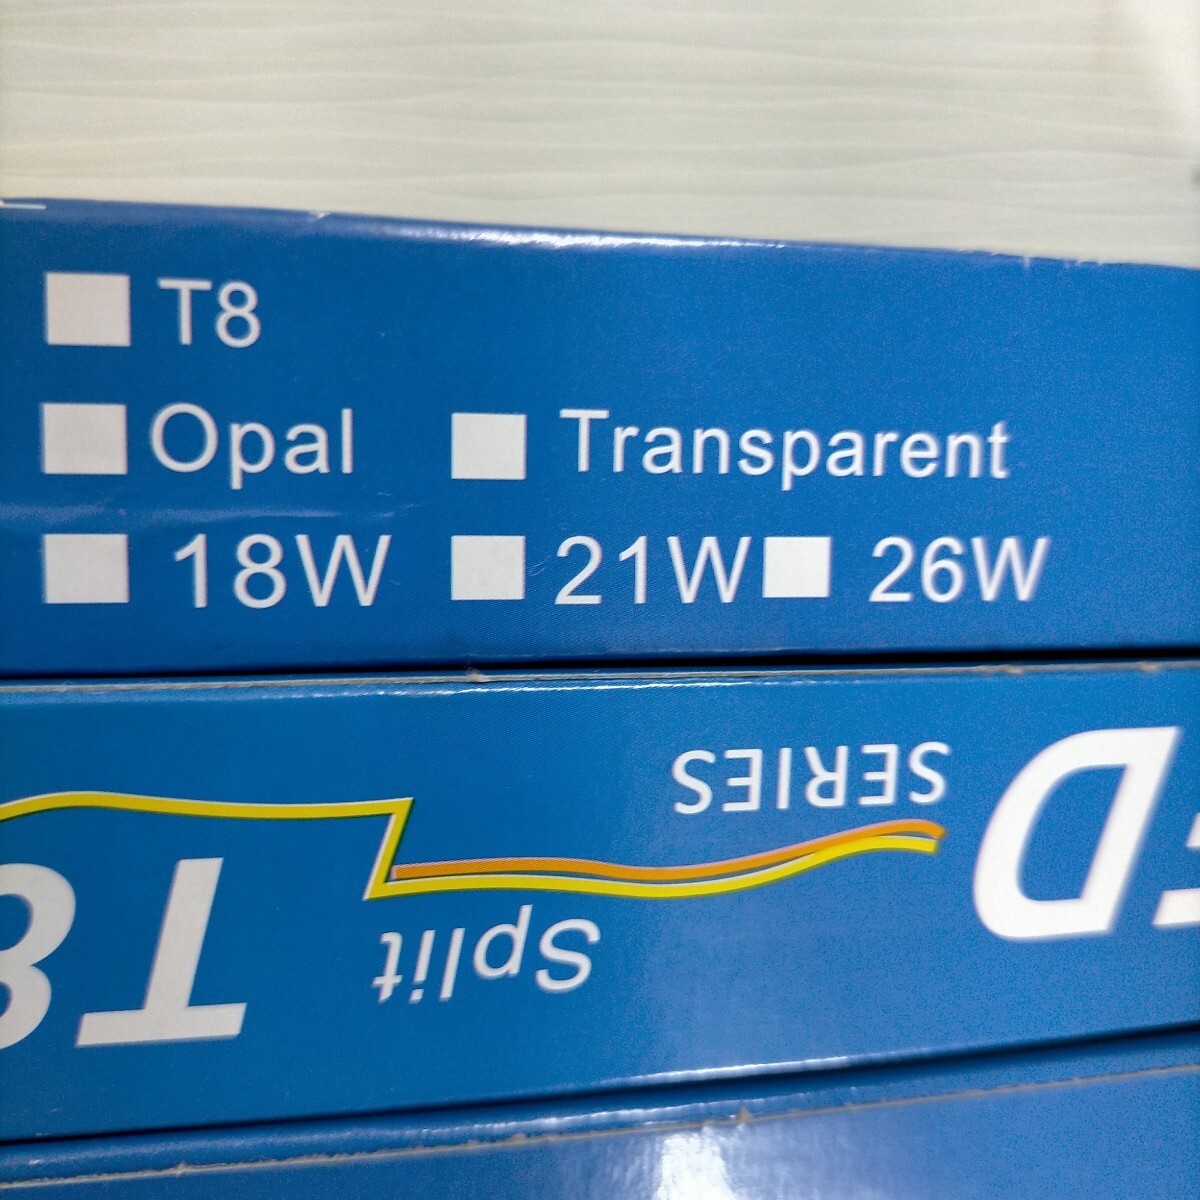 T8
Opal Transparent
18W 21W 26W
SERIES
Split
T8